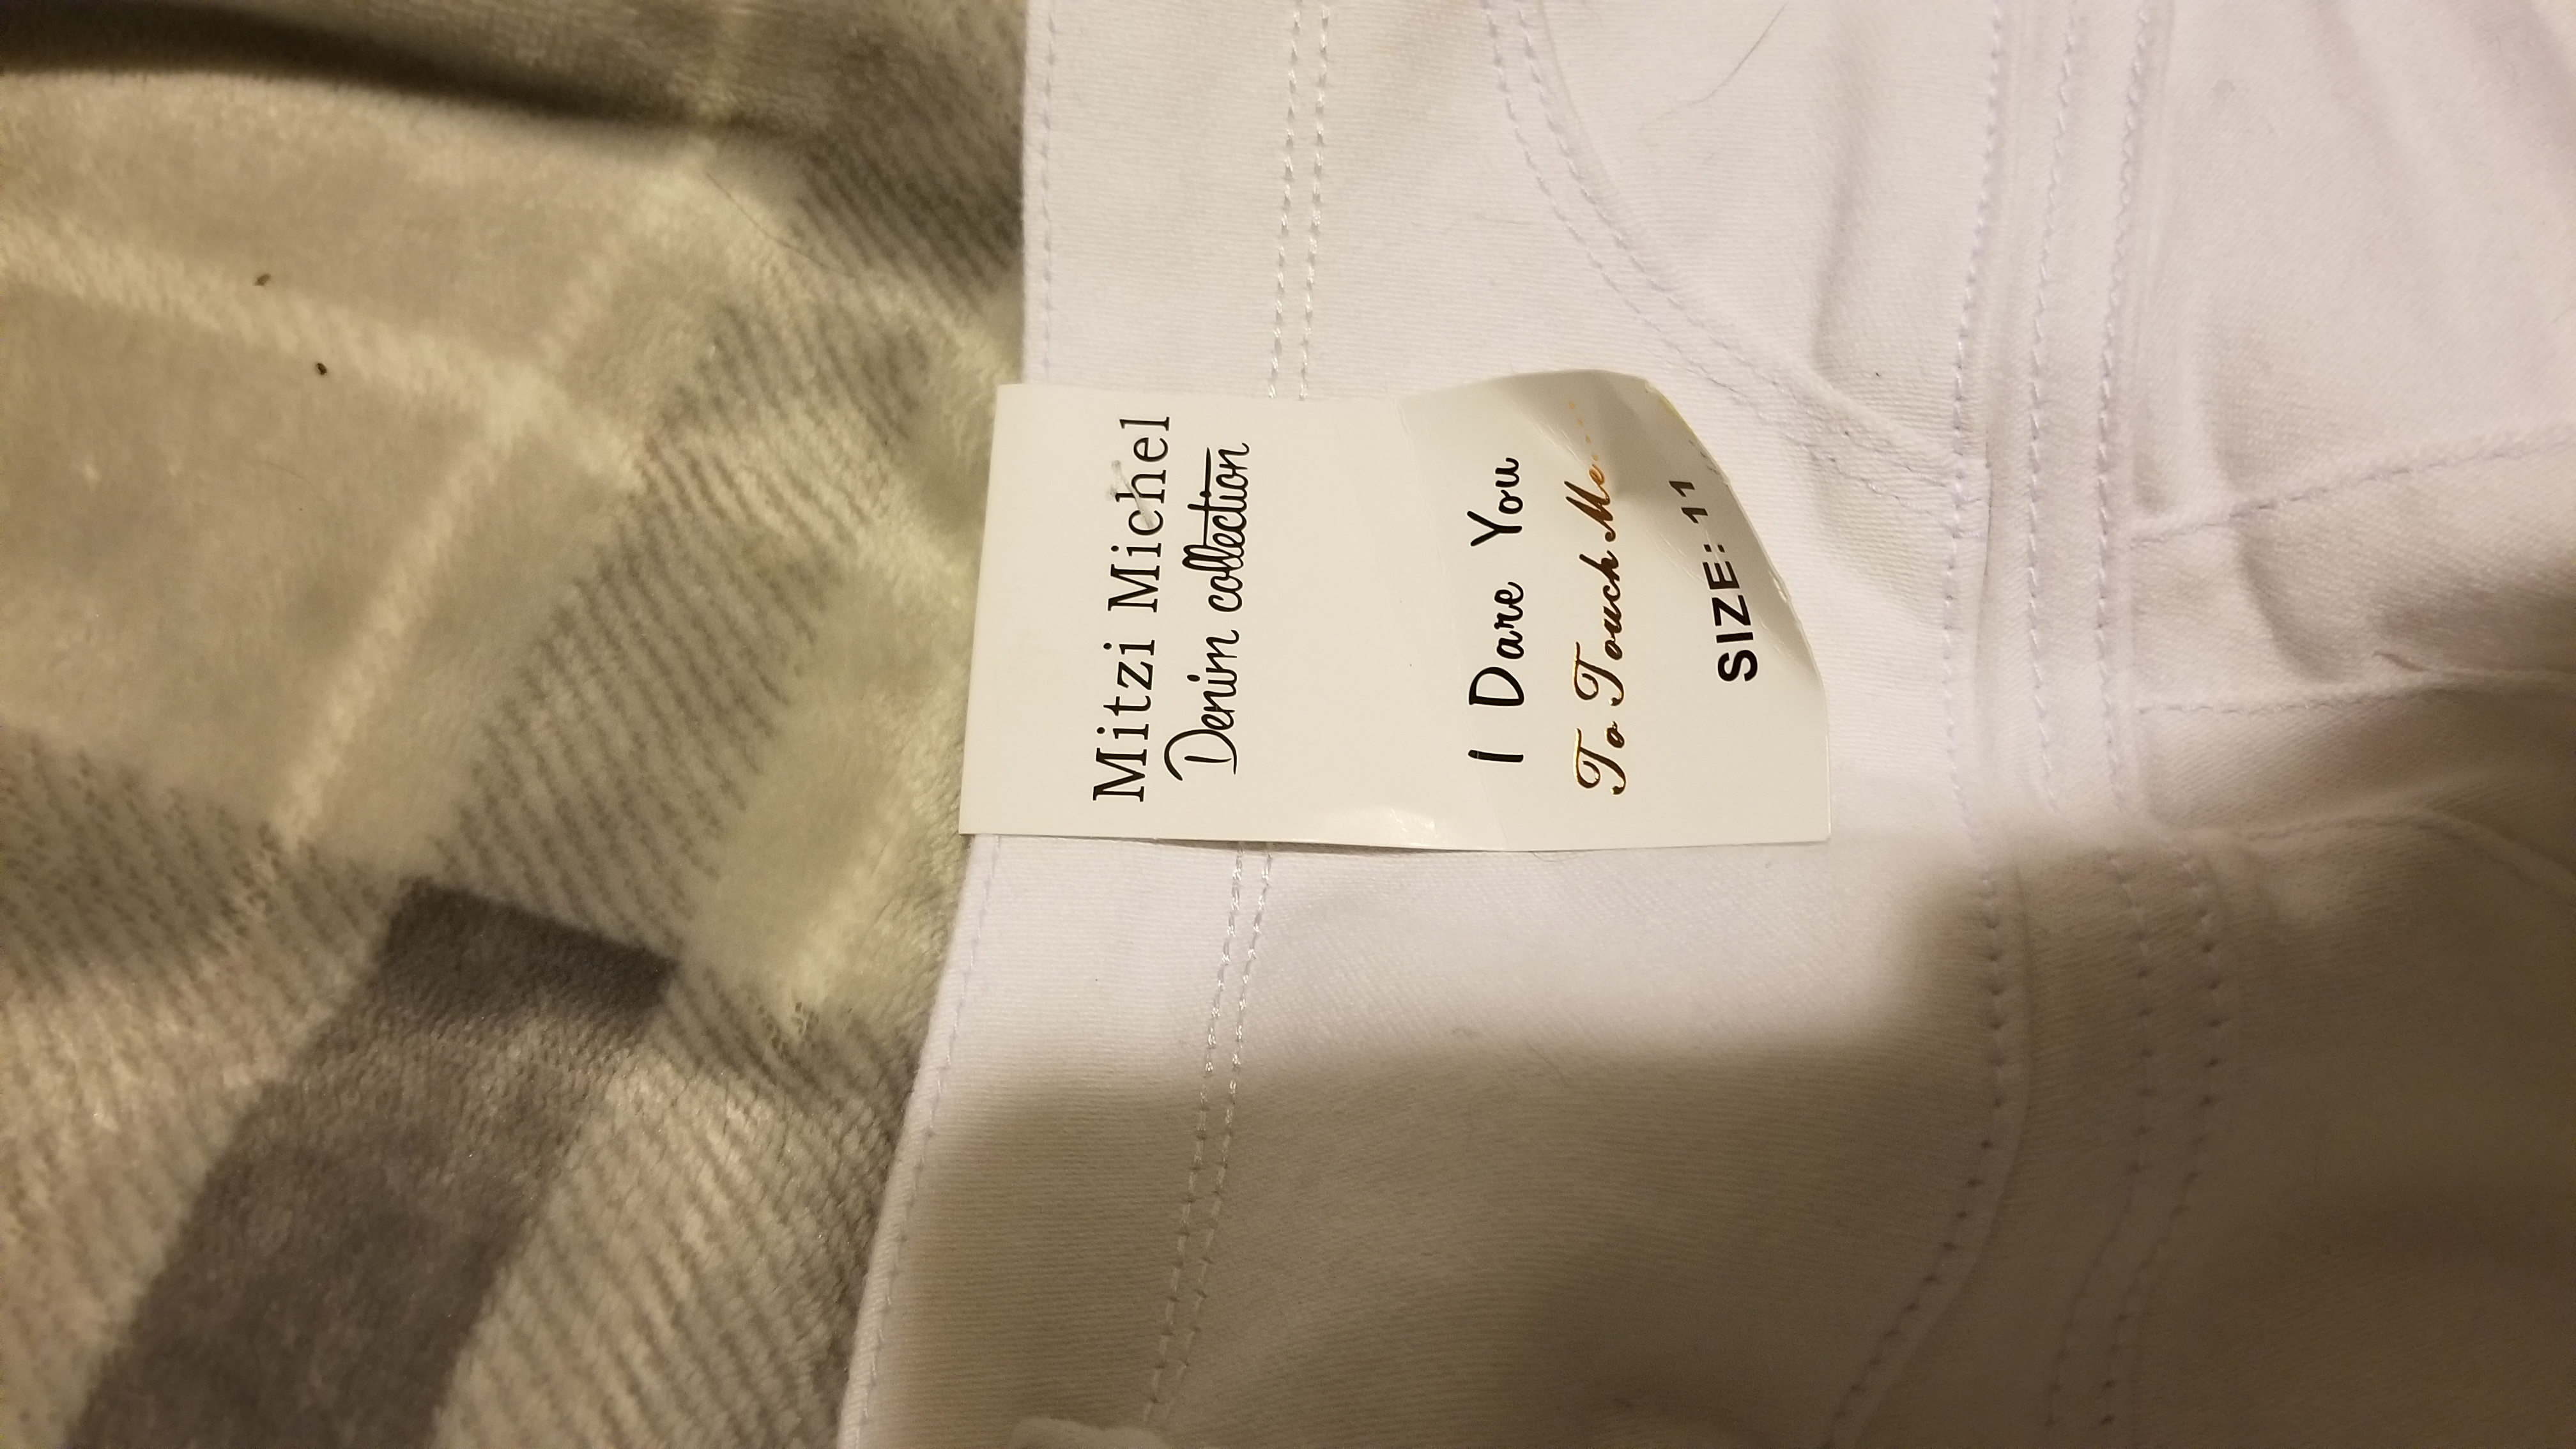 Mitzi Michel
Denim collection
I Dare You
To Touch Me.....
SIZE: 11